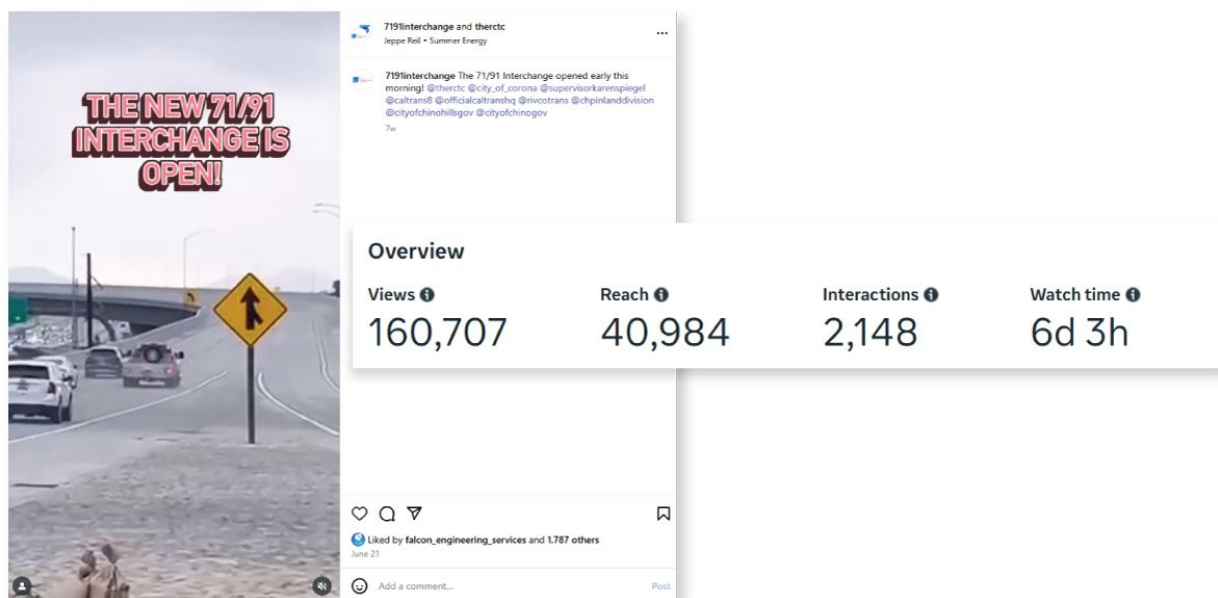 THE NEW 71/91
INTERCHANGE IS
OPEN!
7191interchange and therctc
Jeppe Reil • Summer Energy
7191interchange The 71/91 Interchange opened early this
morning! @therctc @city_of_corona @supervisorkarenspiegel
@caltrans8 @officialcaltranshq @rivcotrans @chpinlanddivision
@cityofchinohillsgov @cityofchinogov
7w
Overview
Views Reach Interactions Watch time
160,707 40,984 2,148 6d 3h
Liked by falcon_engineering_services and 1,787 others
June 21
Add a comment... Post